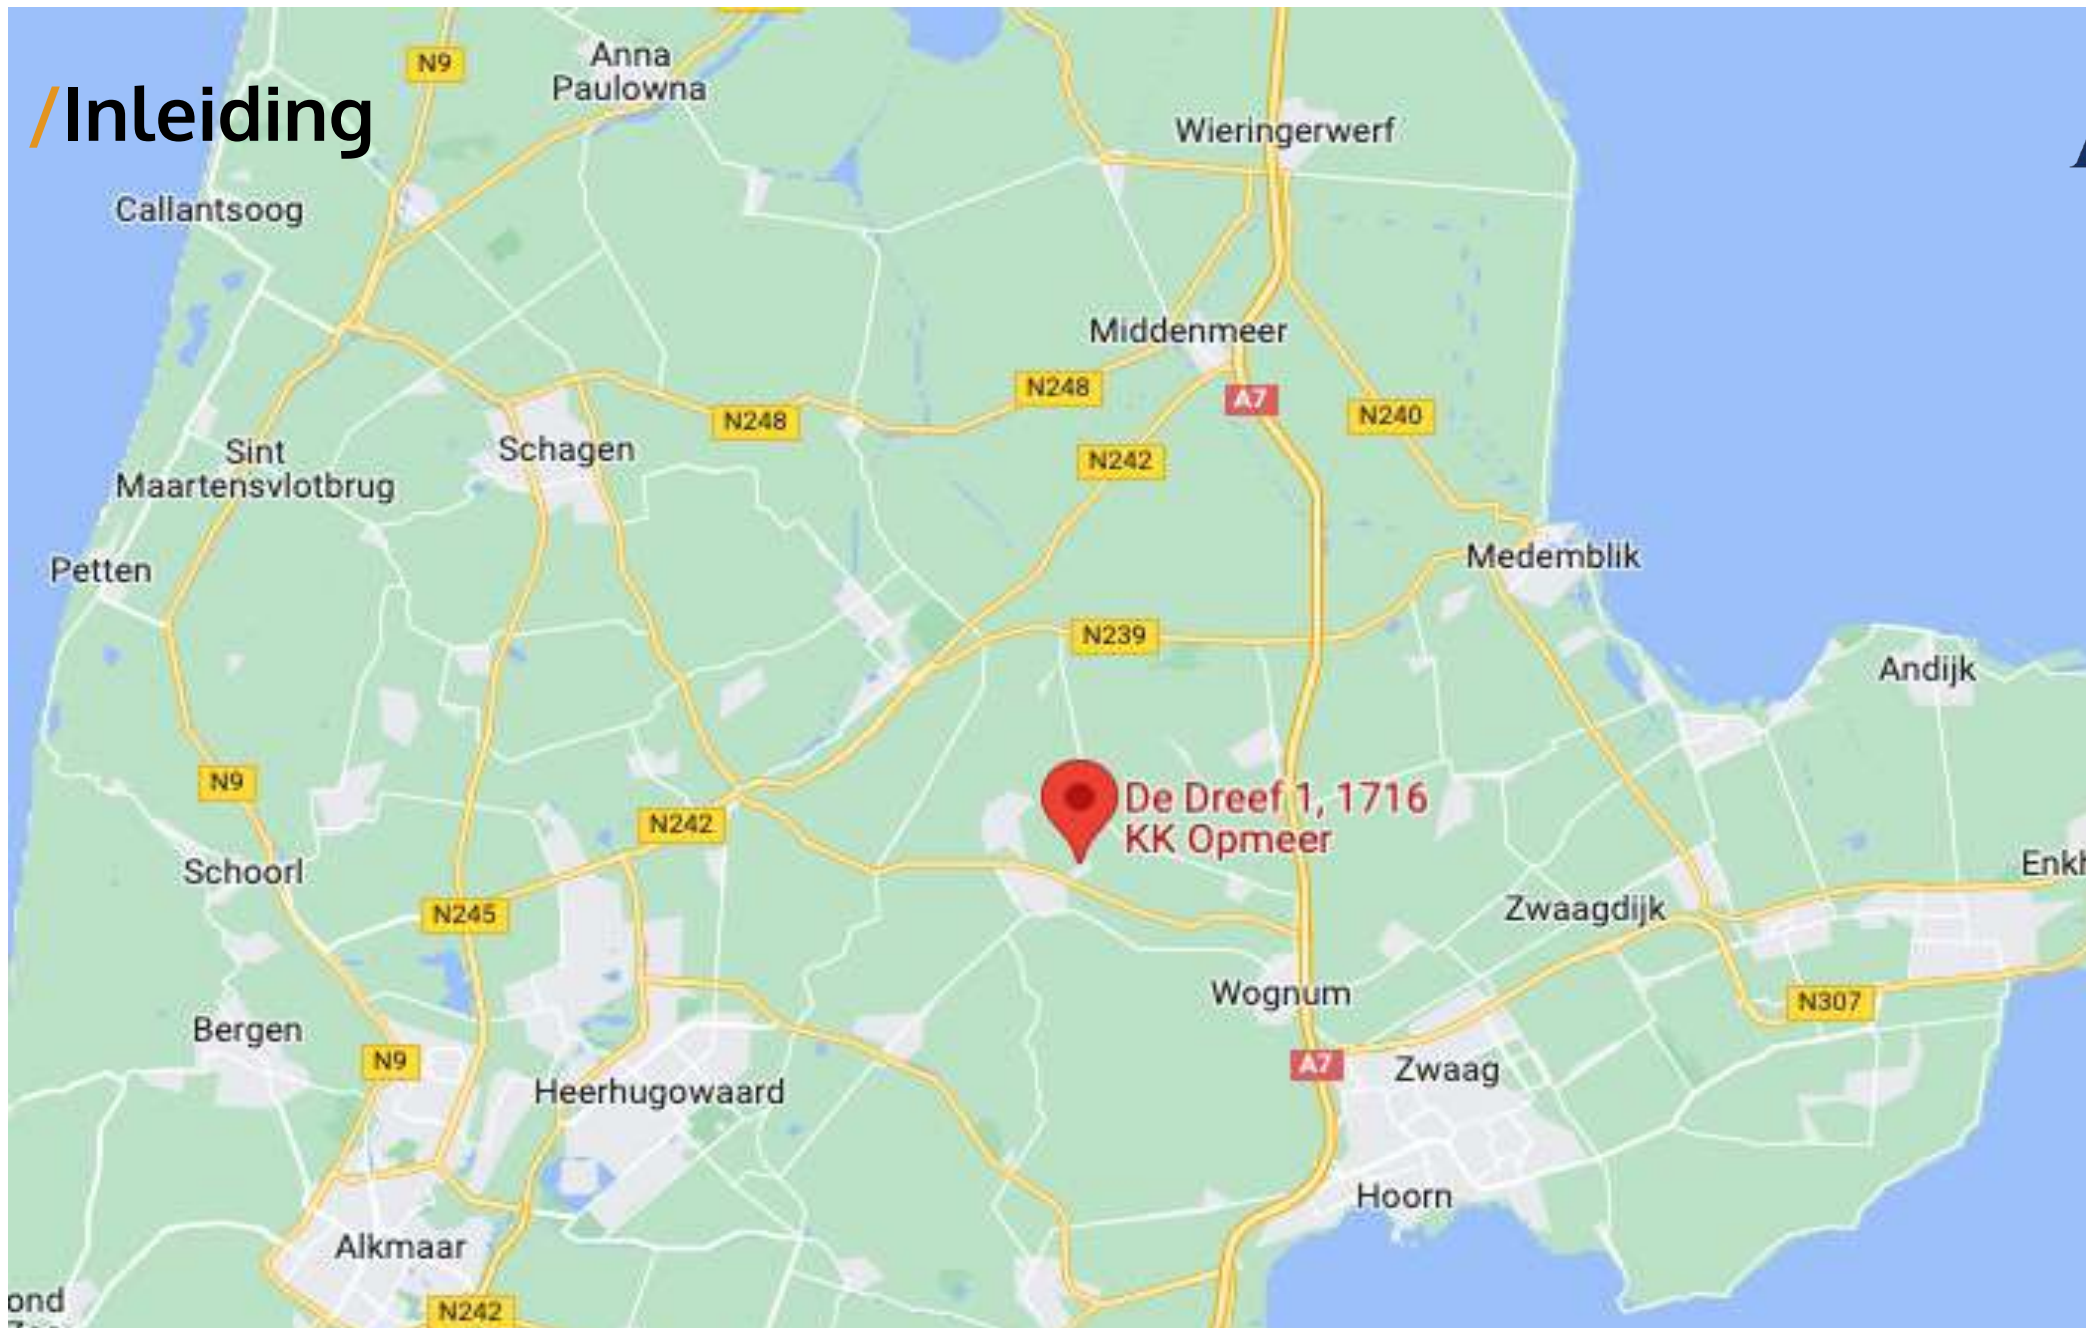 /Inleiding
N9
Anna
Paulowna
Wieringerwerf
Callantsoog
Middenmeer
N248
A7
N240
N248
Sint
Maartensvlotbrug
Schagen
N242
Petten
Medemblik
N239
Andijk
N9
De Dreef 1, 1716
KK Opmeer
N242
Schoorl
Enkh
N245
Zwaagdijk
Wognum
N307
Bergen
N9
A7
Zwaag
Heerhugowaard
Hoorn
Alkmaar
ond
N242